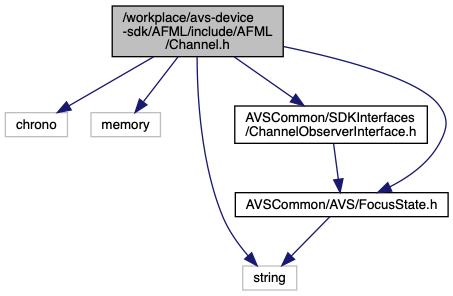 /workplace/avs-device
-sdk/AFML/include/AFML
/Channel.h
chrono
memory
AVSCommon/SDKInterfaces
/ChannelObserverInterface.h
AVSCommon/AVS/FocusState.h
string